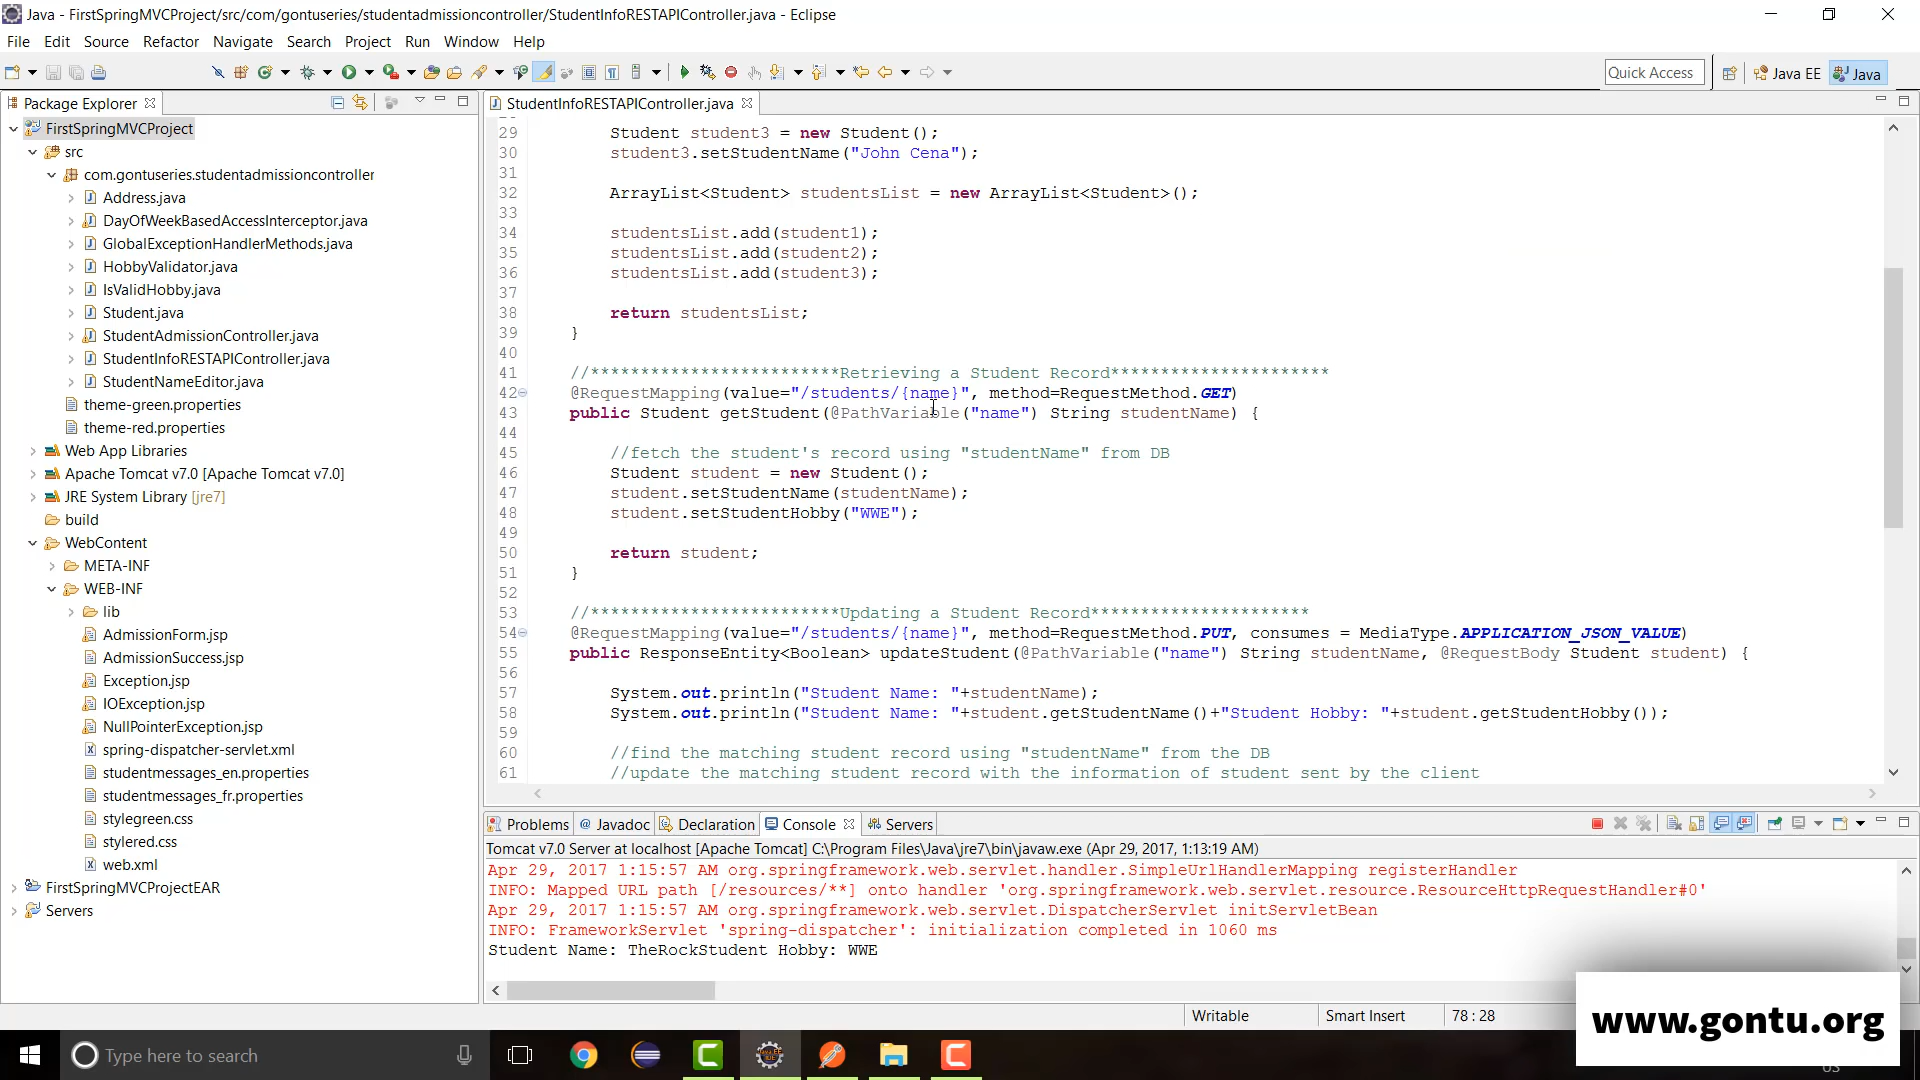 Java - FirstSpringMVCProject/src/com/gontuseries/studentadmissioncontroller/StudentInfoRESTAPIController.java - Eclipse
File Edit Source Refactor Navigate Search Project Run Window Help
Quick Access
Java EE
Java
Package Explorer
StudentInfoRESTAPIController.java
FirstSpringMVCProject
src
com.gontuseries.studentadmissioncontroller
Address.java
DayOfWeekBasedAccessInterceptor.java
GlobalExceptionHandlerMethods.java
HobbyValidator.java
IsValidHobby.java
Student.java
StudentAdmissionController.java
StudentInfoRESTAPIController.java
StudentNameEditor.java
theme-green.properties
theme-red.properties
Web App Libraries
Apache Tomcat v7.0 [Apache Tomcat v7.0]
JRE System Library [jre7]
build
WebContent
META-INF
WEB-INF
lib
AdmissionForm.jsp
AdmissionSuccess.jsp
Exception.jsp
IOException.jsp
NullPointerException.jsp
spring-dispatcher-servlet.xml
studentmessages_en.properties
studentmessages_fr.properties
stylegreen.css
stylered.css
web.xml
FirstSpringMVCProjectEAR
Servers
29 Student student3 = new Student();
30 student3.setStudentName("John Cena");
31
32 ArrayList<Student> studentsList = new ArrayList<Student>();
33
34 studentsList.add(student1);
35 studentsList.add(student2);
36 studentsList.add(student3);
37
38 return studentsList;
39 }
40
41 //*************************Retrieving a Student Record**********************
42 @RequestMapping(value="/students/{name}", method=RequestMethod.GET)
43 public Student getStudent(@PathVariable("name") String studentName) {
44
45 //fetch the student's record using "studentName" from DB
46 Student student = new Student();
47 student.setStudentName(studentName);
48 student.setStudentHobby("WWE");
49
50 return student;
51 }
52
53 //*************************Updating a Student Record**********************
54 @RequestMapping(value="/students/{name}", method=RequestMethod.PUT, consumes = MediaType.APPLICATION_JSON_VALUE)
55 public ResponseEntity<Boolean> updateStudent(@PathVariable("name") String studentName, @RequestBody Student student) {
56
57 System.out.println("Student Name: "+studentName);
58 System.out.println("Student Name: "+student.getStudentName()+"Student Hobby: "+student.getStudentHobby());
59
60 //find the matching student record using "studentName" from the DB
61 //update the matching student record with the information of student sent by the client
Problems @ Javadoc Declaration Console Servers
Tomcat v7.0 Server at localhost [Apache Tomcat] C:\Program Files\Java\jre7\bin\javaw.exe (Apr 29, 2017, 1:13:19 AM)
Apr 29, 2017 1:15:57 AM org.springframework.web.servlet.handler.SimpleUrlHandlerMapping registerHandler
INFO: Mapped URL path [/resources/**] onto handler 'org.springframework.web.servlet.resource.ResourceHttpRequestHandler#0'
Apr 29, 2017 1:15:57 AM org.springframework.web.servlet.DispatcherServlet initServletBean
INFO: FrameworkServlet 'spring-dispatcher': initialization completed in 1060 ms
Student Name: TheRockStudent Hobby: WWE
Writable Smart Insert 78 : 28
www.gontu.org
Type here to search